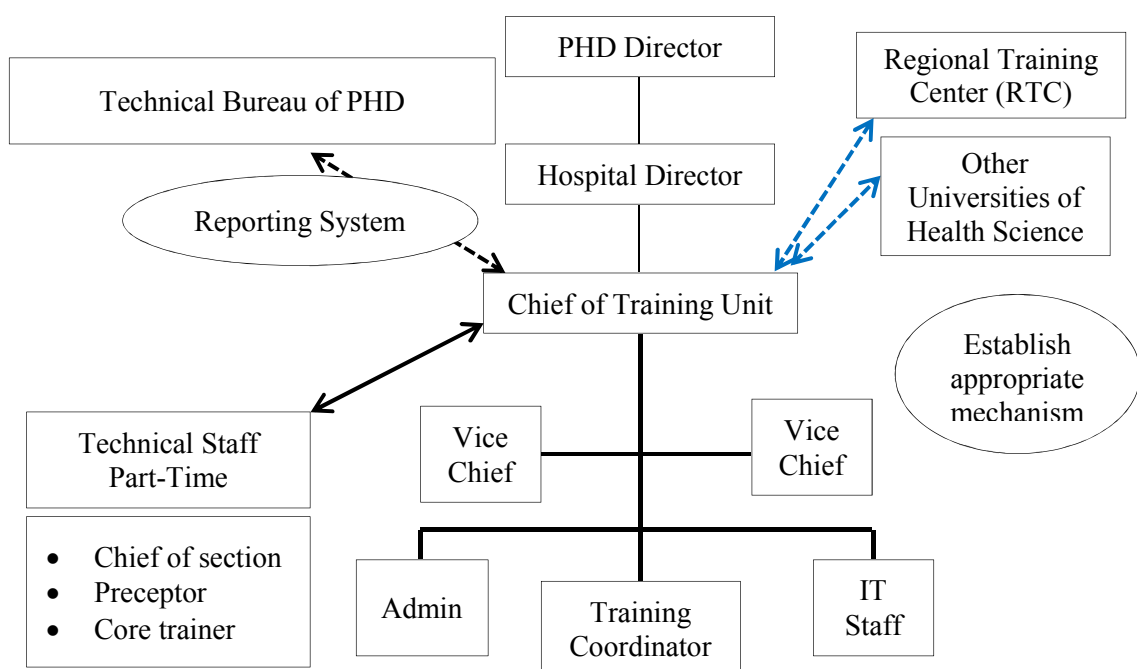 PHD Director
Technical Bureau of PHD
Regional Training
Center (RTC)
Hospital Director
Other
Universities of
Health Science
Reporting System
Chief of Training Unit
Establish
appropriate
mechanism
Technical Staff
Part-Time
Vice
Chief
Vice
Chief
• Chief of section
• Preceptor
• Core trainer
Admin
Training
Coordinator
IT
Staff